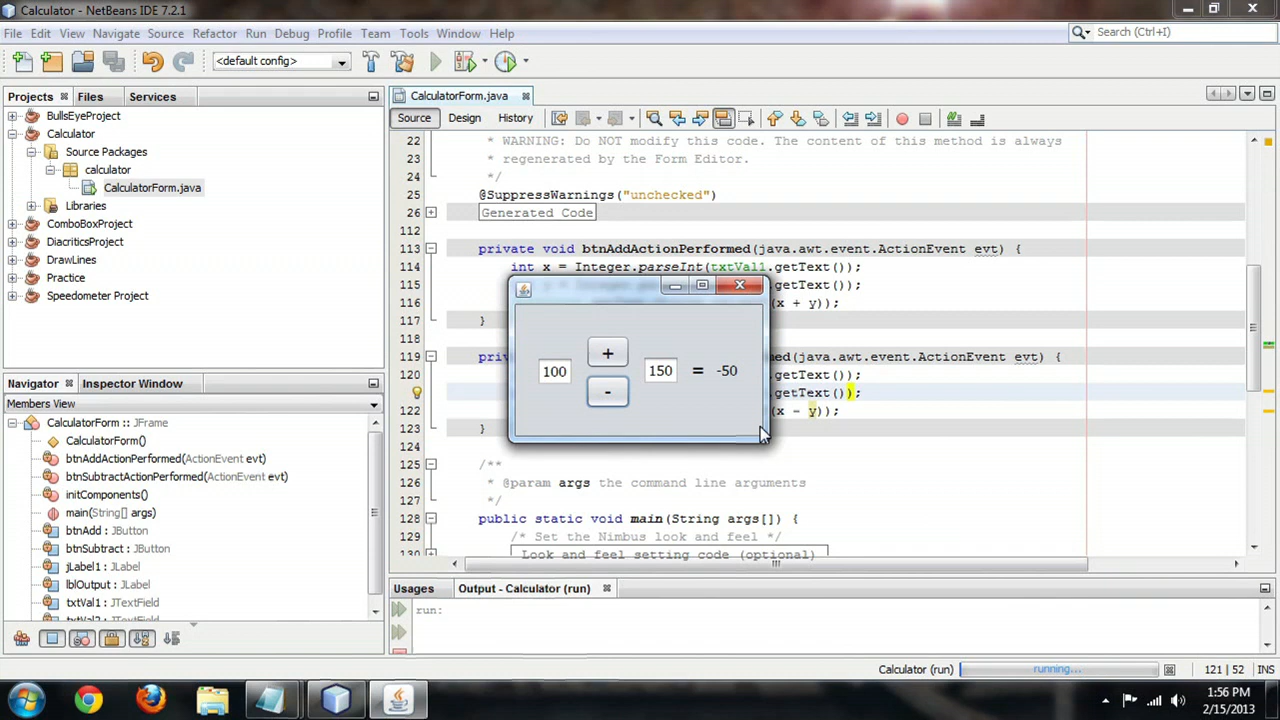 Calculator - NetBeans IDE 7.2.1
File Edit View Navigate Source Refactor Run Debug Profile Team Tools Window Help
Search (Ctrl+I)
<default config>
Projects Files Services
BullsEyeProject
Calculator
Source Packages
calculator
CalculatorForm.java
Libraries
ComboBoxProject
DiacriticsProject
DrawLines
Practice
Speedometer Project
Navigator Inspector Window
Members View
CalculatorForm :: JFrame
CalculatorForm()
btnAddActionPerformed(ActionEvent evt)
btnSubtractActionPerformed(ActionEvent evt)
initComponents()
main(String[] args)
btnAdd : JButton
btnSubtract : JButton
jLabel1 : JLabel
lblOutput : JLabel
txtVal1 : JTextField
txtVal2 : JTextField
CalculatorForm.java
Source Design History
22 * WARNING: Do NOT modify this code. The content of this method is always
23 * regenerated by the Form Editor.
24 */
25 @SuppressWarnings("unchecked")
26 Generated Code
112
113 private void btnAddActionPerformed(java.awt.event.ActionEvent evt) {
114 int x = Integer.parseInt(txtVal1.getText());
115 .getText());
116 (x + y));
117 }
118
119 med(java.awt.event.ActionEvent evt) {
120 .getText());
.getText());
122 (x - y));
123 }
124
125 /**
126 * @param args the command line arguments
127 */
128 public static void main(String args[]) {
129 /* Set the Nimbus look and feel */
130 Look and feel setting code (optional)
+
100 150 = -50
-
Usages Output - Calculator (run)
run:
Calculator (run) running... 121 | 52 INS
1:56 PM
2/15/2013